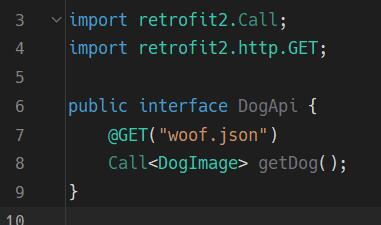 3 import retrofit2.Call;
4 import retrofit2.http.GET;
5
6 public interface DogApi {
7     @GET("woof.json")
8     Call<DogImage> getDog();
9 }
10